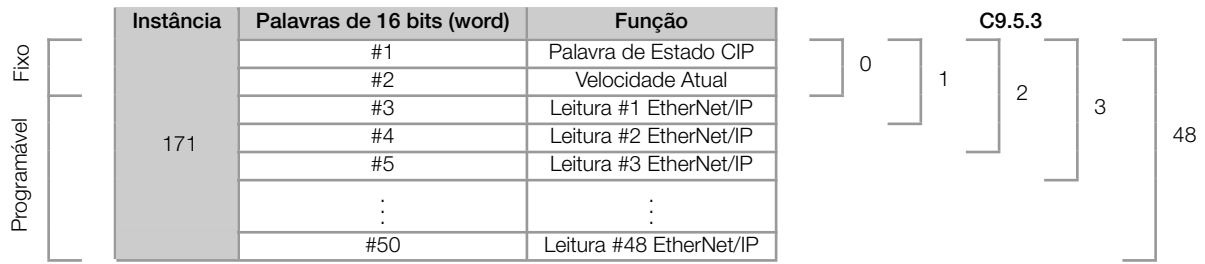 Instância Palavras de 16 bits (word) Função C9.5.3
Fixo
#1 Palavra de Estado CIP
#2 Velocidade Atual
Programável
171
#3 Leitura #1 EtherNet/IP
#4 Leitura #2 EtherNet/IP
#5 Leitura #3 EtherNet/IP
#50 Leitura #48 EtherNet/IP
0
1
2
3
48